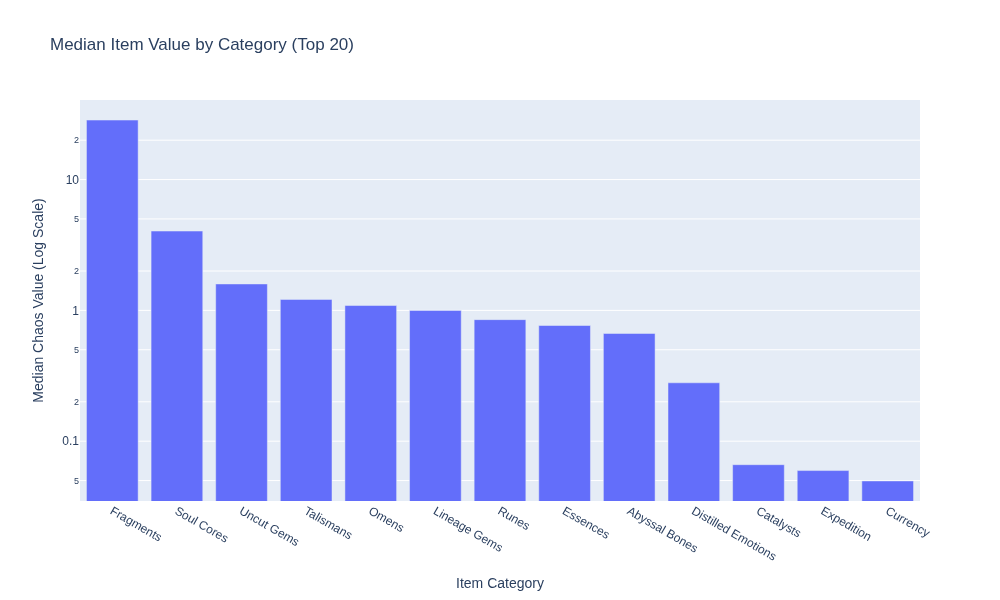 Median Item Value by Category (Top 20)
Median Chaos Value (Log Scale)
2
10
5
2
1
5
2
0.1
5
Fragments
Soul Cores
Uncut Gems
Talismans
Omens
Lineage Gems
Runes
Essences
Abyssal Bones
Distilled Emotions
Catalysts
Expedition
Currency
Item Category